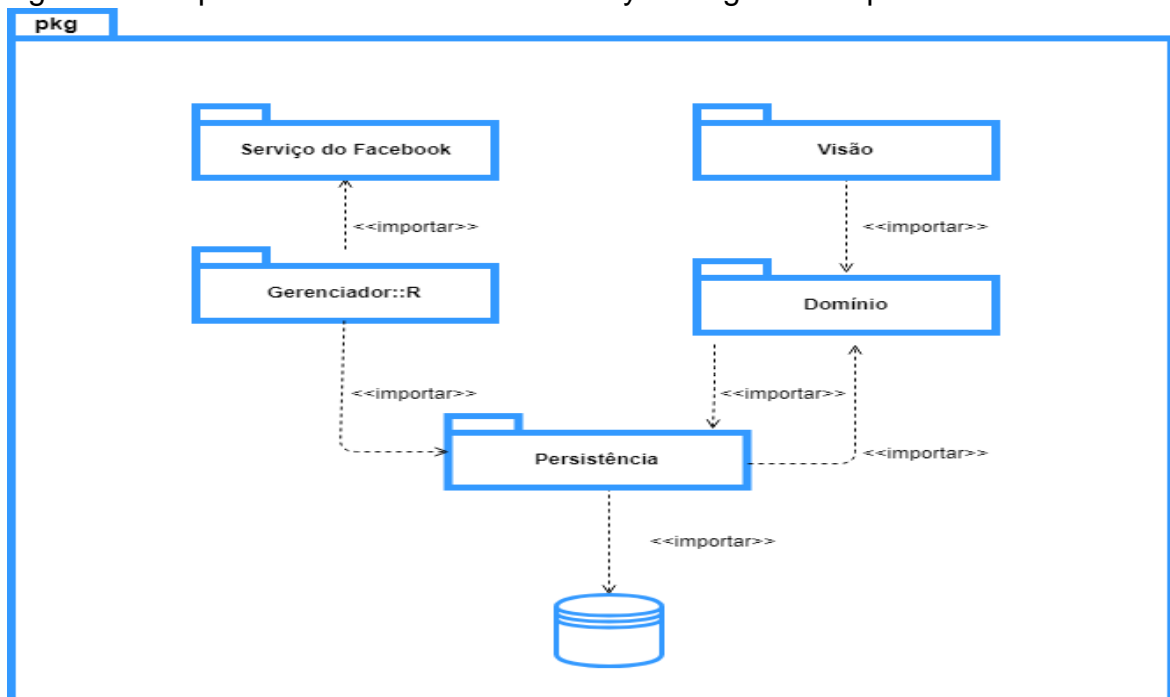 pkg
Serviço do Facebook
Visão
<<importar>>
<<importar>>
Gerenciador::R
Domínio
<<importar>>
<<importar>>
Persistência
<<importar>>
<<importar>>